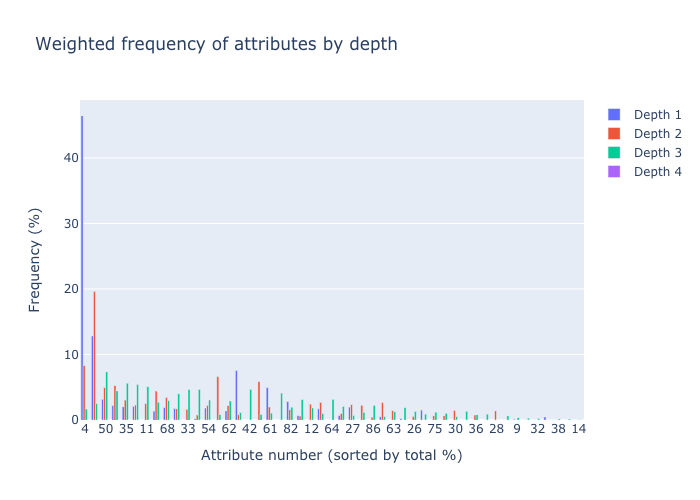 Weighted frequency of attributes by depth
Depth 1
Depth 2
Depth 3
Depth 4
40
30
20
10
0
Frequency (%)
4 50 35 11 68 33 54 62 42 61 82 12 64 27 86 63 26 75 30 36 28 9 32 38 14
Attribute number (sorted by total %)